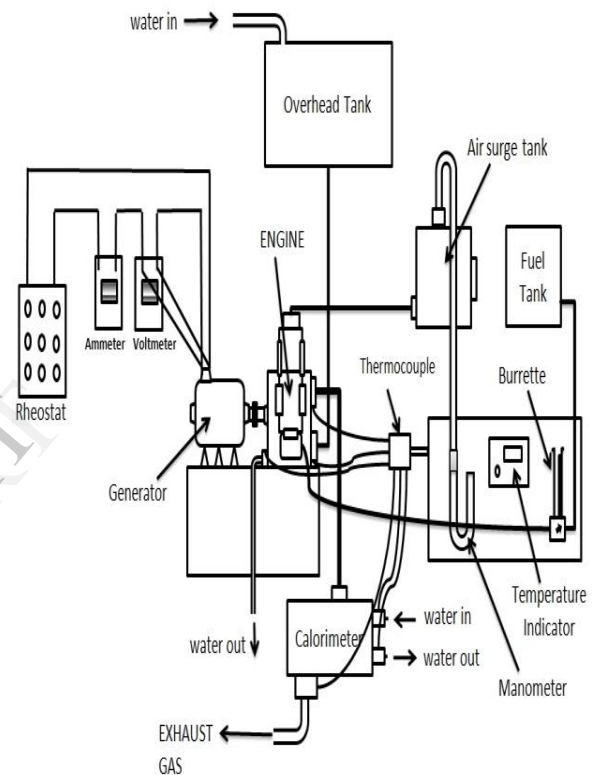 water in
Overhead Tank
Air surge tank
ENGINE
Fuel
Tank
Ammeter
Voltmeter
Thermocouple
Burrette
Rheostat
Generator
Temperature
Indicator
water out
Calorimeter
water in
water out
Manometer
EXHAUST
GAS